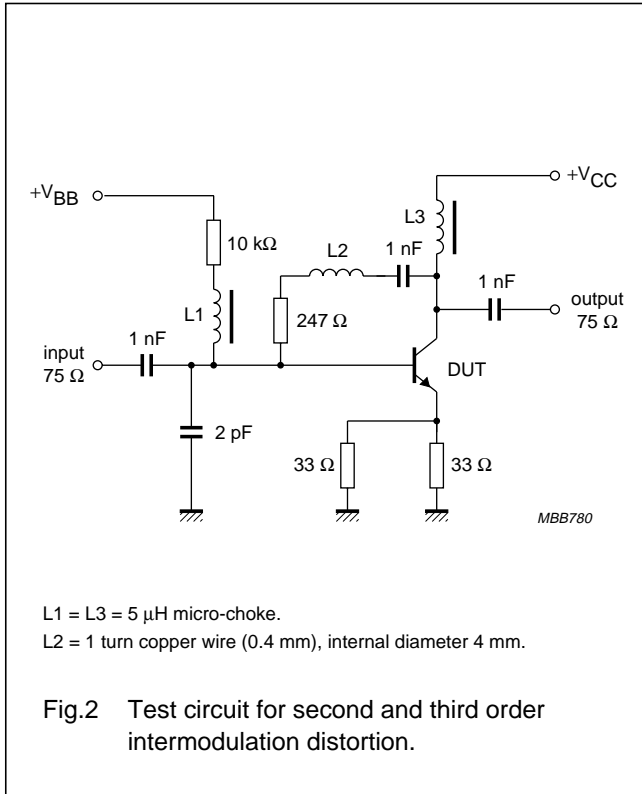 +VBB
+VCC
L3
10 kΩ
L2
1 nF
1 nF
L1
247 Ω
output
75 Ω
input
75 Ω
1 nF
DUT
2 pF
33 Ω
33 Ω
MBB780
L1 = L3 = 5 μH micro-choke.
L2 = 1 turn copper wire (0.4 mm), internal diameter 4 mm.
Fig.2 Test circuit for second and third order
intermodulation distortion.